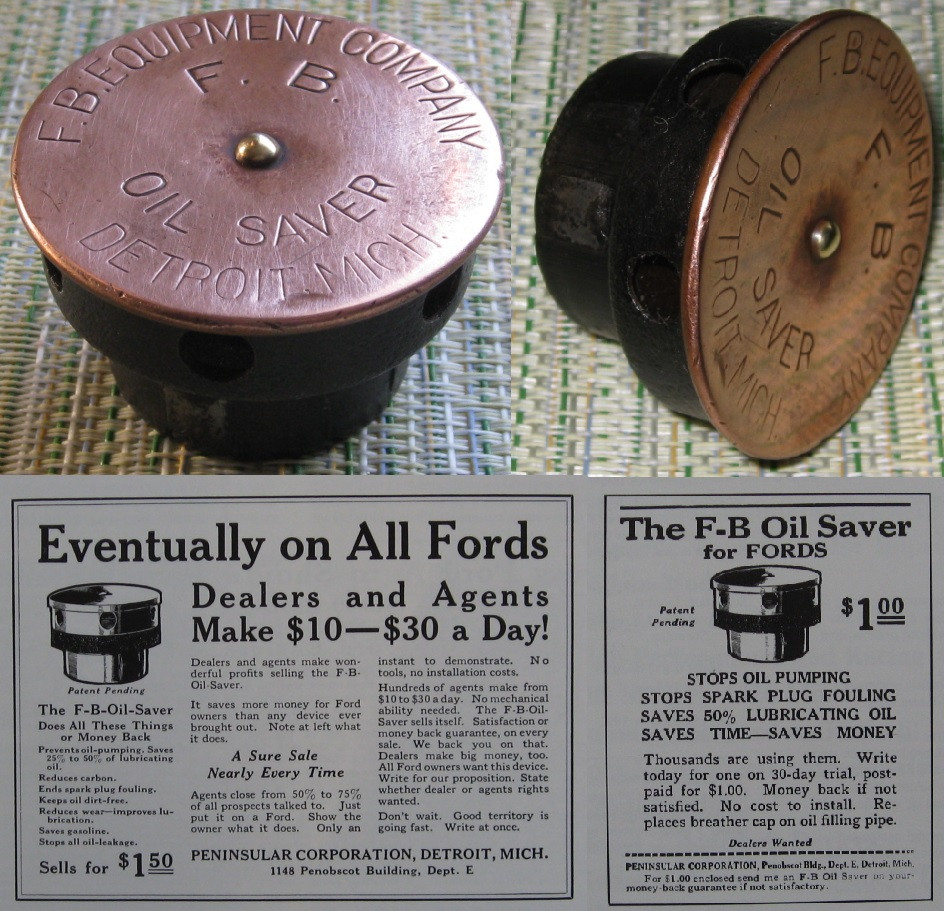 F.B. EQUIPMENT COMPANY
F. B.
OIL SAVER
DETROIT. MICH.
F.B. EQUIPMENT COMPANY
F. B.
OIL SAVER
DETROIT. MICH.
Eventually on All Fords
Patent Pending
The F-B-Oil-Saver
Does All These Things
or Money Back
Prevents oil-pumping. Saves
25% to 50% of lubricating
oil.
Reduces carbon.
Ends spark plug fouling.
Keeps oil dirt-free.
Reduces wear—improves lu-
brication.
Saves gasoline.
Stops all oil-leakage.
Sells for $1 50
Dealers and Agents
Make $10—$30 a Day!
Dealers and agents make won-
derful profits selling the F-B-
Oil-Saver.
It saves more money for Ford
owners than any device ever
brought out. Note at left what
it does.
A Sure Sale
Nearly Every Time
Agents close from 50% to 75%
of all prospects talked to. Just
put it on a Ford. Show the
owner what it does. Only an
instant to demonstrate. No
tools, no installation costs.
Hundreds of agents make from
$10 to $30 a day. No mechanical
ability needed. The F-B-Oil-
Saver sells itself. Satisfaction or
money back guarantee, on every
sale. We back you on that.
Dealers make big money, too.
All Ford owners want this device.
Write for our proposition. State
whether dealer or agents rights
wanted.
Don't wait. Good territory is
going fast. Write at once.
PENINSULAR CORPORATION, DETROIT, MICH.
1148 Penobscot Building, Dept. E
The F-B Oil Saver
for FORDS
Patent
Pending
$1 00
STOPS OIL PUMPING
STOPS SPARK PLUG FOULING
SAVES 50% LUBRICATING OIL
SAVES TIME—SAVES MONEY
Thousands are using them. Write
today for one on 30-day trial, post-
paid for $1.00. Money back if not
satisfied. No cost to install. Re-
places breather cap on oil filling pipe.
Dealers Wanted
PENINSULAR CORPORATION, Penobscot Bldg., Dept. E, Detroit, Mich.
For $1.00 enclosed send me an F-B Oil Saver on your
money-back guarantee if not satisfactory.